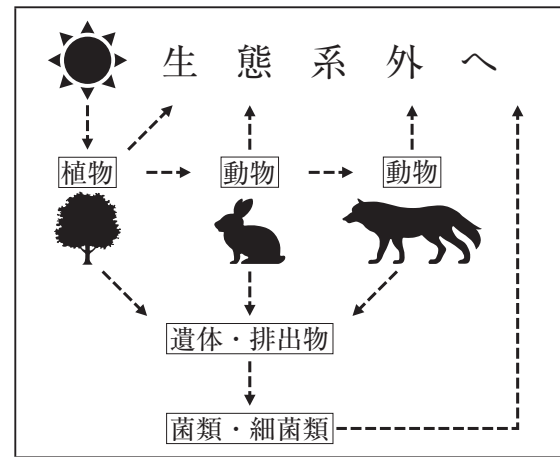 生態系外へ
植物 動物 動物
遺体・排出物
菌類・細菌類